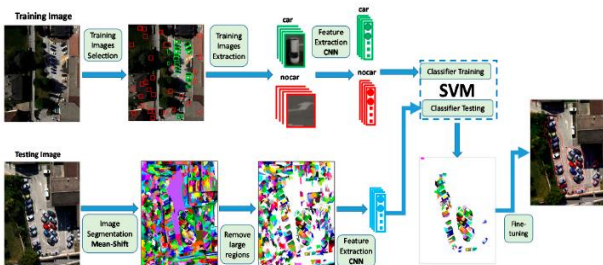 Training Image
Training
Images
Selection
Training
Images
Extraction
car
nocar
Feature
Extraction
CNN
car
nocar
Classifier Training
SVM
Classifier Testing
Testing Image
Image
Segmentation
Mean-Shift
Remove
large
regions
Feature
Extraction
CNN
Fine-
tuning